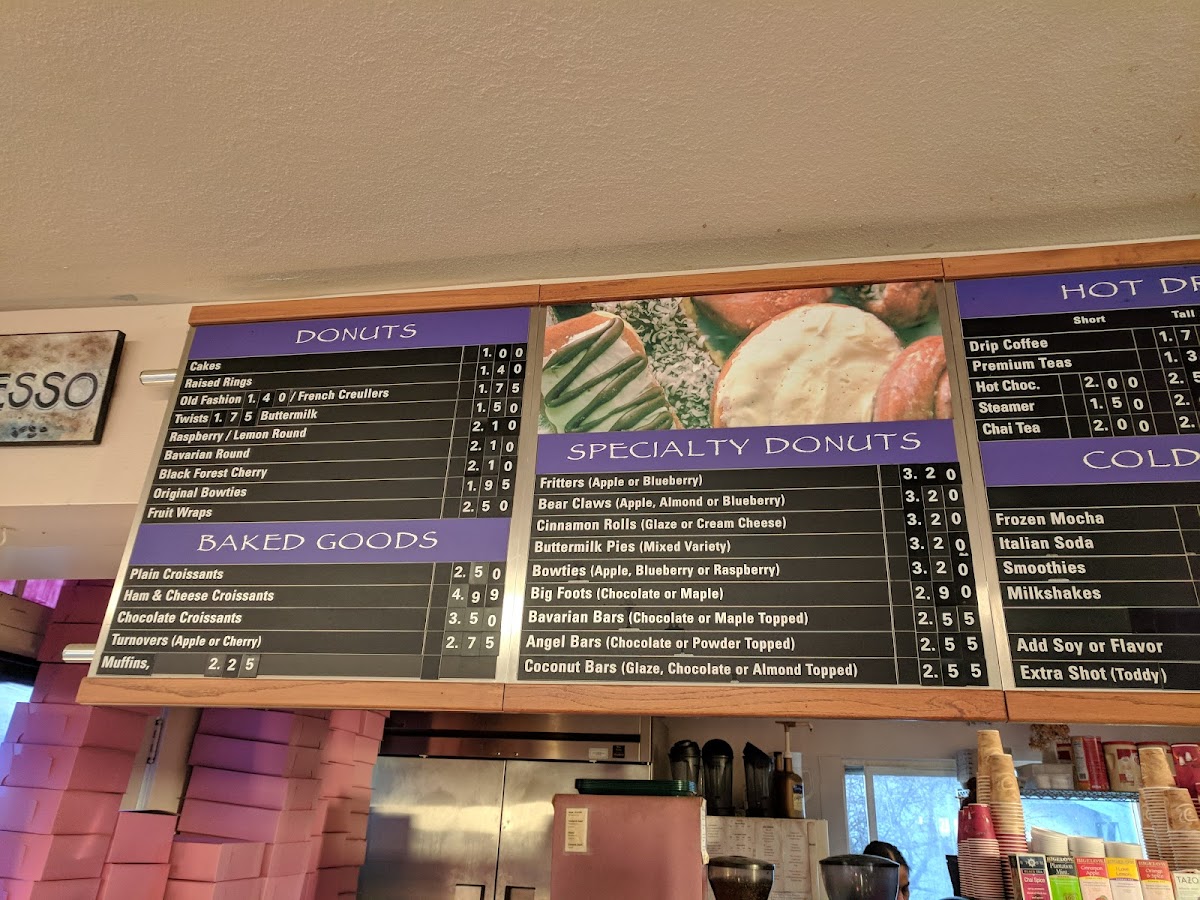 ESSO
DONUTS
Cakes 1.00
Raised Rings 1.40
Old Fashion 1.40 / French Creullers 1.75
Twists 1.75 Buttermilk 1.50
Raspberry / Lemon Round 2.10
Bavarian Round 2.10
Black Forest Cherry 2.10
Original Bowties 1.95
Fruit Wraps 2.50
BAKED GOODS
Plain Croissants 2.50
Ham & Cheese Croissants 4.99
Chocolate Croissants 3.50
Turnovers (Apple or Cherry) 2.75
Muffins, 2.25
SPECIALTY DONUTS
Fritters (Apple or Blueberry) 3.20
Bear Claws (Apple, Almond or Blueberry) 3.20
Cinnamon Rolls (Glaze or Cream Cheese) 3.20
Buttermilk Pies (Mixed Variety) 3.20
Bowties (Apple, Blueberry or Raspberry) 3.20
Big Foots (Chocolate or Maple) 2.90
Bavarian Bars (Chocolate or Maple Topped) 2.55
Angel Bars (Chocolate or Powder Topped) 2.55
Coconut Bars (Glaze, Chocolate or Almond Topped) 2.55
HOT DR
Short Tall
Drip Coffee 1.7
Premium Teas 1.3
Hot Choc. 2.00 2.5
Steamer 1.50 2.
Chai Tea 2.00 2.
COLD
Frozen Mocha
Italian Soda
Smoothies
Milkshakes
Add Soy or Flavor
Extra Shot (Toddy)
Chai Spice
TAZO